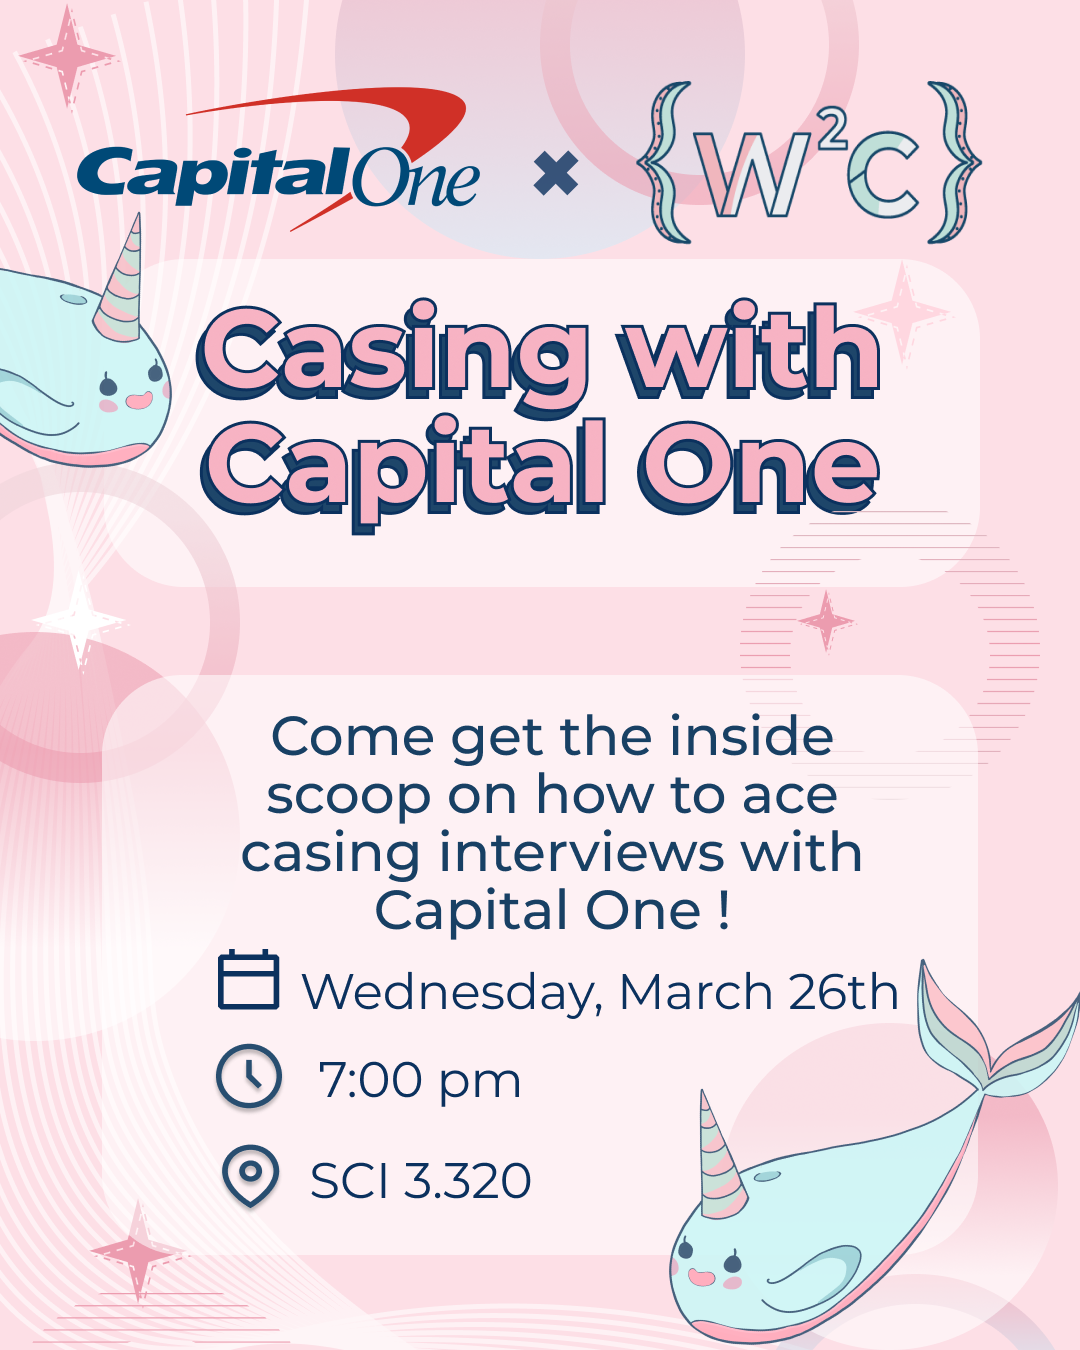 Capital One ✖ {W²C}
Casing with
Capital One
Come get the inside
scoop on how to ace
casing interviews with
Capital One !
Wednesday, March 26th
7:00 pm
SCI 3.320